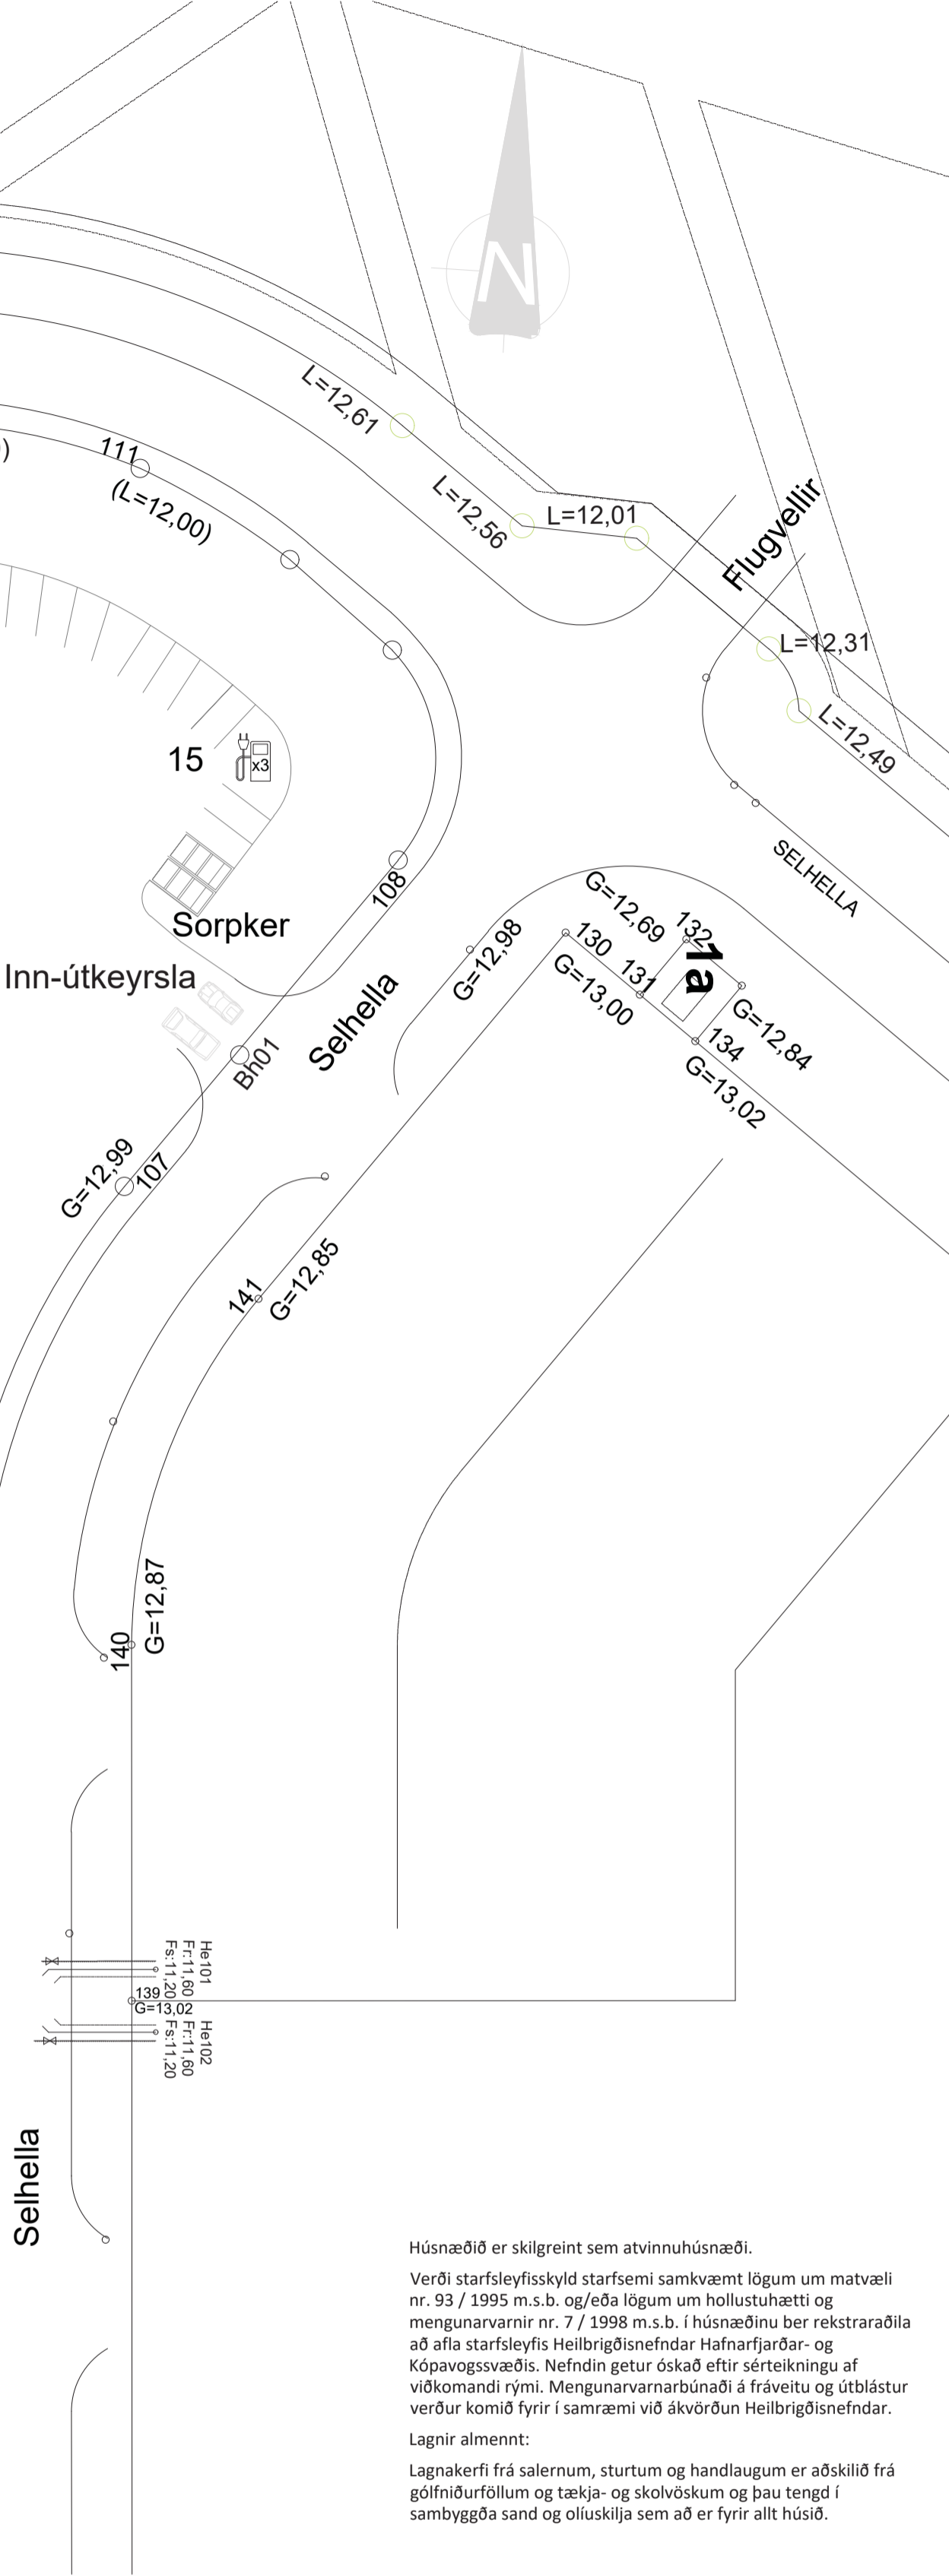 N
L=12,61
111
(L=12,00)
)
L=12,56
L=12,01
Flugvellir
L=12,31
L=12,49
15
x3
SELHELLA
108
Sorpker
Inn-útkeyrsla
G=12,69
132
1a
130
131
G=12,98
G=13,00
G=12,84
134
G=13,02
Selhella
Bh01
G=12,99
107
141
G=12,85
G=12,87
140
He101
Fr:11,60
Fs:11,20
139
G=13,02
He102
Fr:11,60
Fs:11,20
Selhella
Húsnæðið er skilgreint sem atvinnuhúsnæði.
Verði starfsleyfisskyld starfsemi samkvæmt lögum um matvæli
nr. 93 / 1995 m.s.b. og/eða lögum um hollustuhætti og
mengunarvarnir nr. 7 / 1998 m.s.b. í húsnæðinu ber rekstraraðila
að afla starfsleyfis Heilbrigðisnefndar Hafnarfjarðar- og
Kópavogssvæðis. Nefndin getur óskað eftir sérteikningu af
viðkomandi rými. Mengunarvarnarbúnaði á fráveitu og útblástur
verður komið fyrir í samræmi við ákvörðun Heilbrigðisnefndar.
Lagnir almennt:
Lagnakerfi frá salernum, sturtum og handlaugum er aðskilið frá
gólfniðurföllum og tækja- og skolvöskum og þau tengd í
sambyggða sand og olíuskilja sem að er fyrir allt húsið.